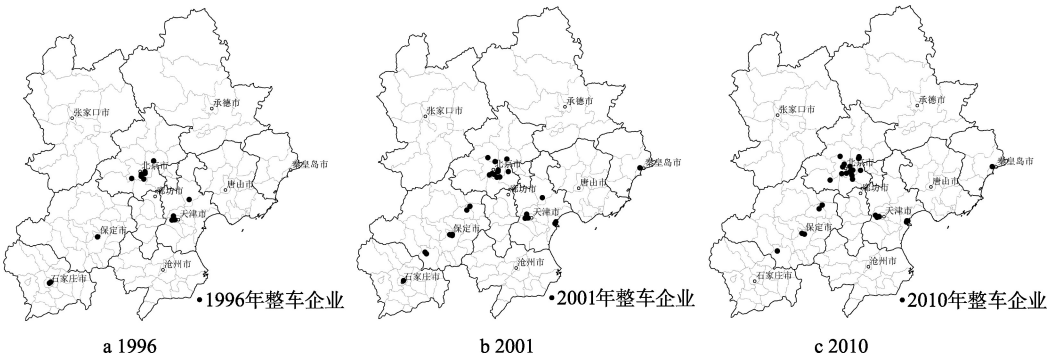 承德市
张家口市
北京市
秦皇岛市
廊坊市
唐山市
天津市
保定市
沧州市
石家庄市
1996年整车企业
a 1996
承德市
张家口市
北京市
秦皇岛市
廊坊市
唐山市
天津市
保定市
沧州市
石家庄市
2001年整车企业
b 2001
承德市
张家口市
北京市
秦皇岛市
廊坊市
唐山市
天津市
保定市
沧州市
石家庄市
2010年整车企业
c 2010